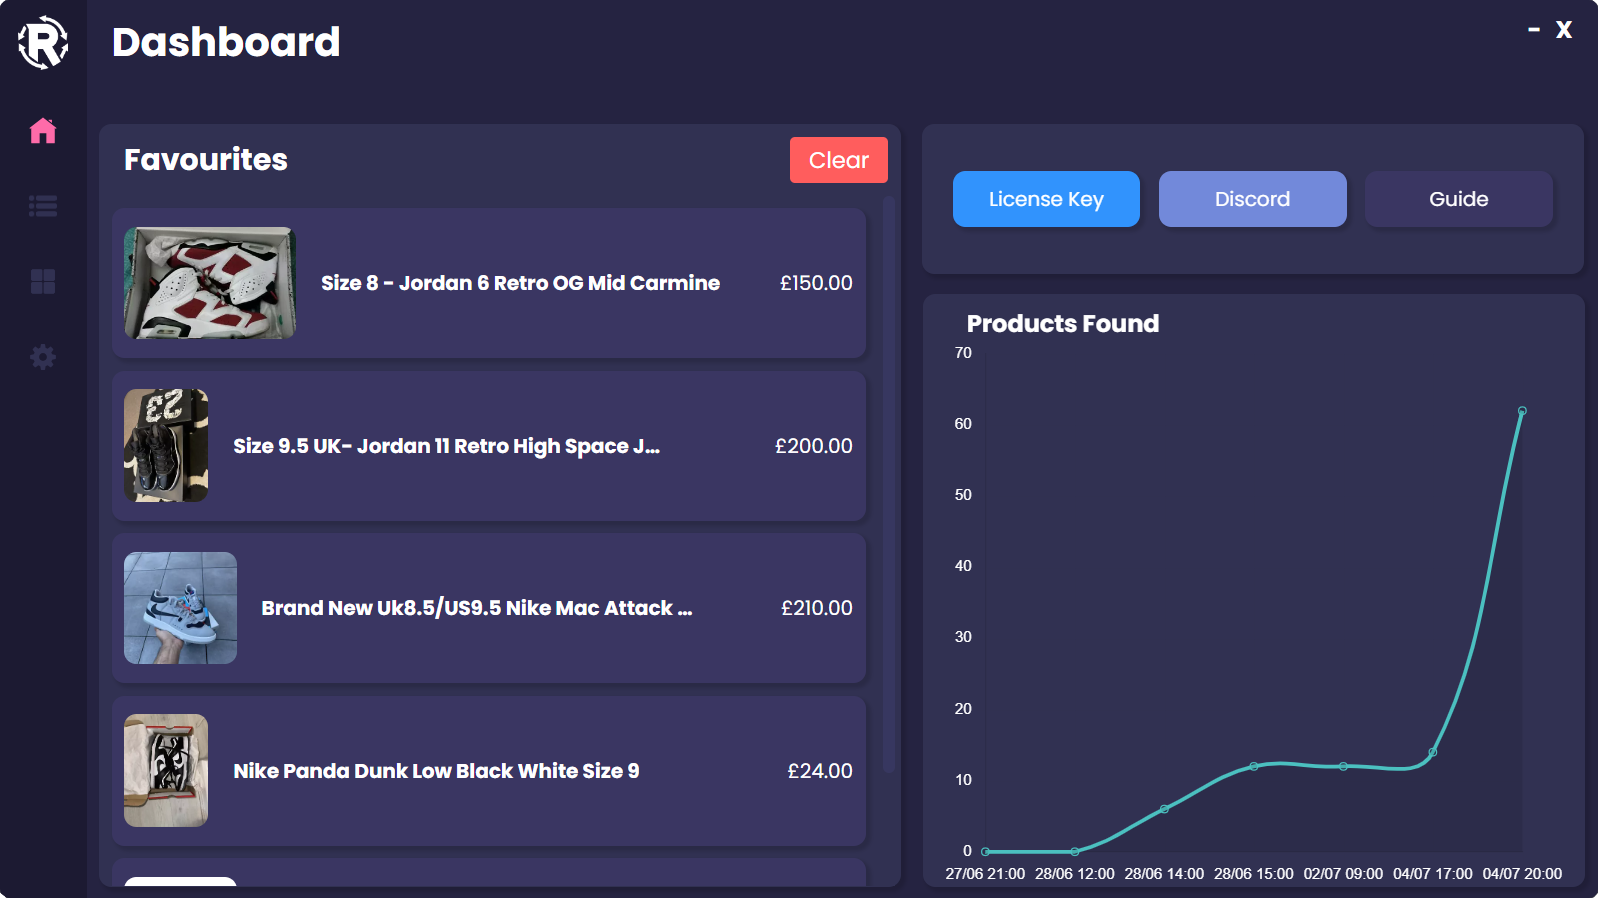 R
Dashboard
- X
Favourites
Clear
Size 8 - Jordan 6 Retro OG Mid Carmine
£150.00
23
Size 9.5 UK- Jordan 11 Retro High Space J...
£200.00
Brand New Uk8.5/US9.5 Nike Mac Attack ...
£210.00
Nike Panda Dunk Low Black White Size 9
£24.00
License Key
Discord
Guide
Products Found
70
60
50
40
30
20
10
0
27/06 21:00 28/06 12:00 28/06 14:00 28/06 15:00 02/07 09:00 04/07 17:00 04/07 20:00